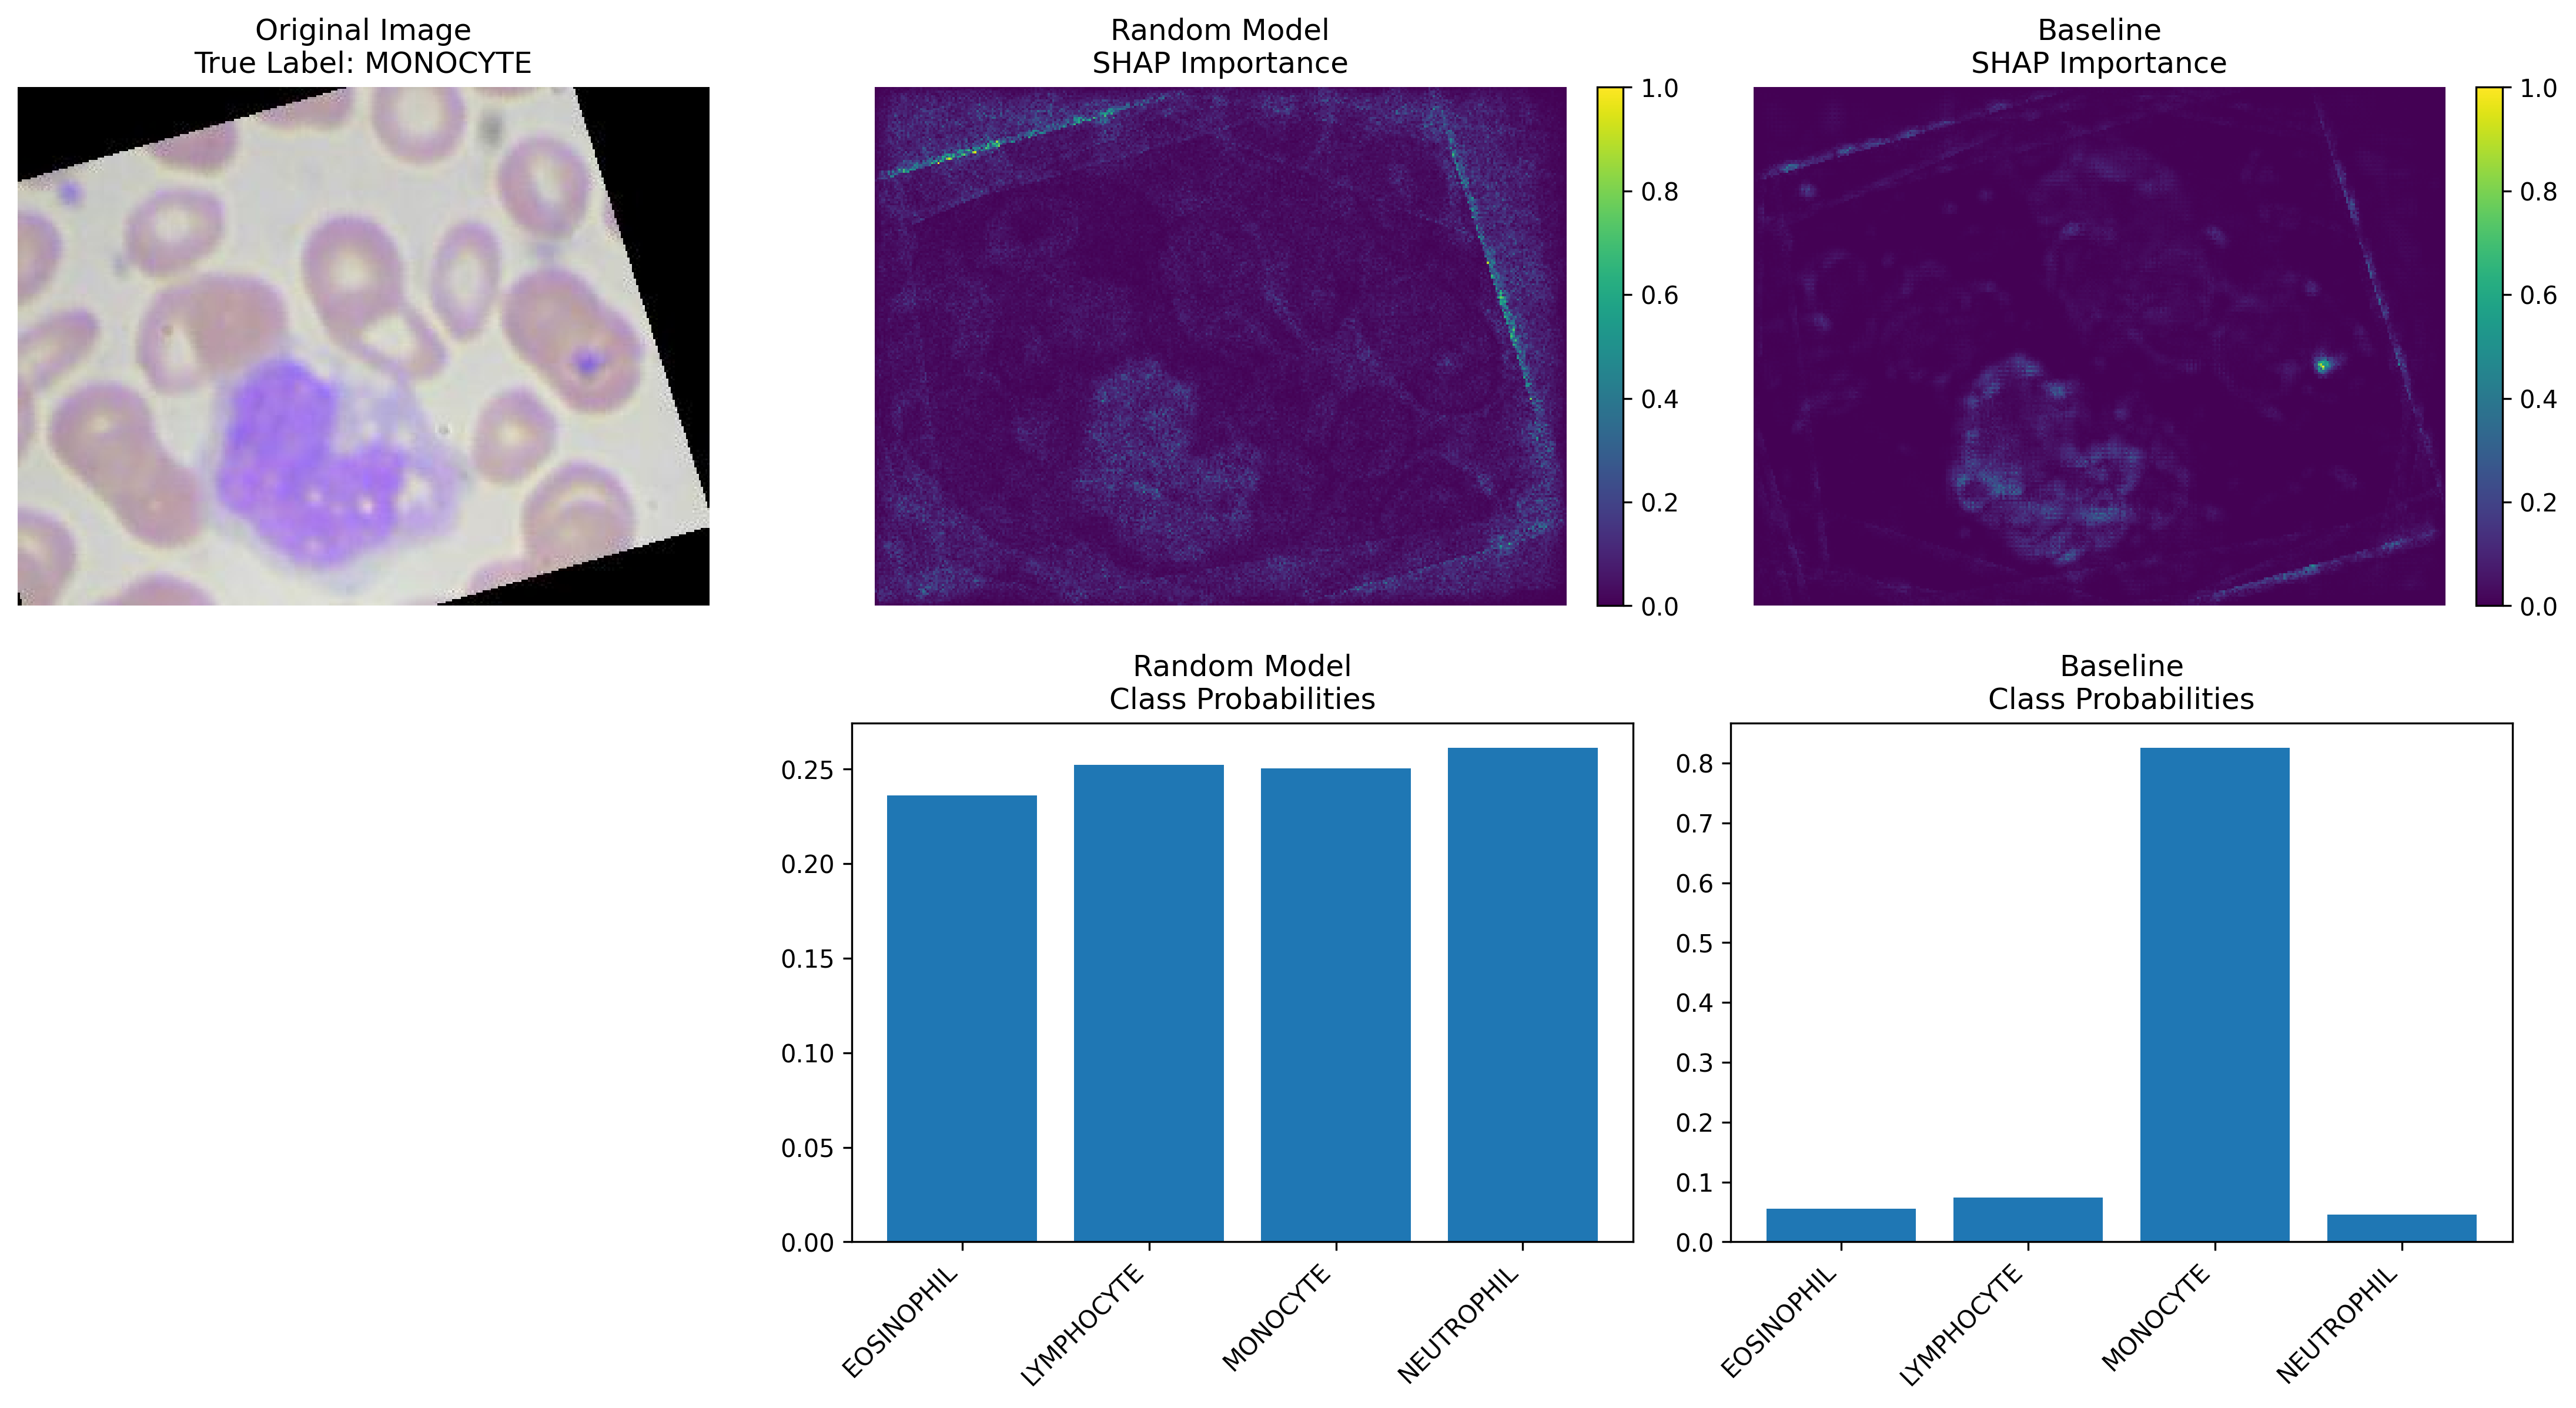 Original Image
True Label: MONOCYTE
Random Model
SHAP Importance
1.0
0.8
0.6
0.4
0.2
0.0
Baseline
SHAP Importance
1.0
0.8
0.6
0.4
0.2
0.0
Random Model
Class Probabilities
0.25
0.20
0.15
0.10
0.05
0.00
EOSINOPHIL
LYMPHOCYTE
MONOCYTE
NEUTROPHIL
Baseline
Class Probabilities
0.8
0.7
0.6
0.5
0.4
0.3
0.2
0.1
0.0
EOSINOPHIL
LYMPHOCYTE
MONOCYTE
NEUTROPHIL